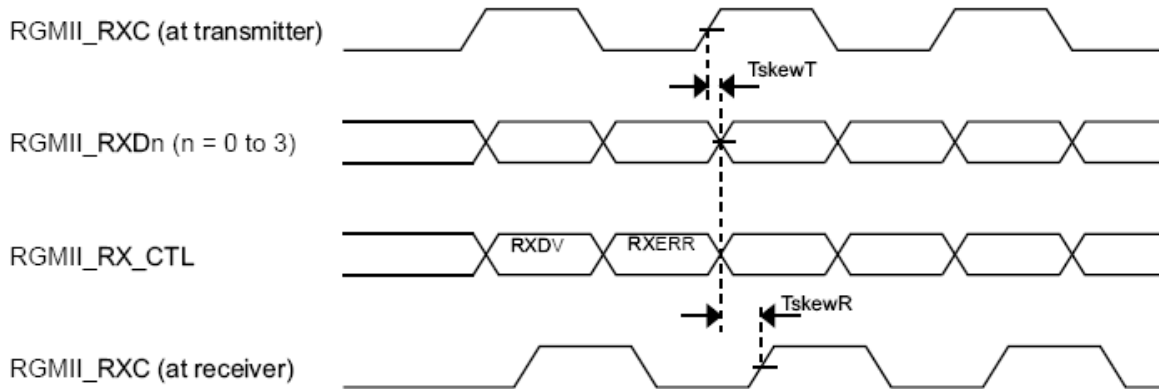 RGMII_RXC (at transmitter)
TskewT
RGMII_RXDn (n = 0 to 3)
RGMII_RX_CTL
RXDV
RXERR
TskewR
RGMII_RXC (at receiver)